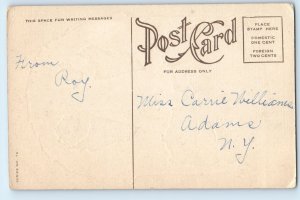 THIS SPACE FOR WRITING MESSAGES
Post Card
FOR ADDRESS ONLY
PLACE
STAMP HERE
DOMESTIC
ONE CENT
FOREIGN
TWO CENTS
From
Roy.
Miss Carrie Williams
Adams
N.Y.